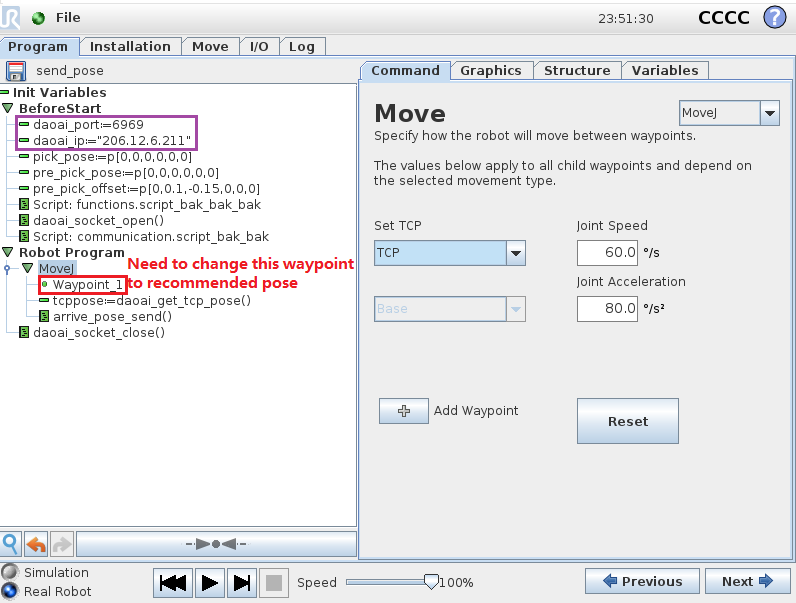 File
23:51:30
CCCC
?
Program
Installation
Move
I/O
Log
send_pose
Init Variables
BeforeStart
daoai_port:=6969
daoai_ip:="206.12.6.211"
pick_pose:=p[0,0,0,0,0,0]
pre_pick_pose:=p[0,0,0,0,0,0]
pre_pick_offset:=p[0,0.1,-0.15,0,0,0]
Script: functions.script_bak_bak_bak
daoai_socket_open()
Script: communication.script_bak_bak
Robot Program
MoveJ
Waypoint_1
tcppose:=daoai_get_tcp_pose()
arrive_pose_send()
daoai_socket_close()
Need to change this waypoint
to recommended pose
Command
Graphics
Structure
Variables
Move
MoveJ
Specify how the robot will move between waypoints.
The values below apply to all child waypoints and depend on
the selected movement type.
Set TCP
Joint Speed
TCP
60.0 °/s
Joint Acceleration
Base
80.0 °/s²
Add Waypoint
Reset
Simulation
Real Robot
Speed
100%
Previous
Next